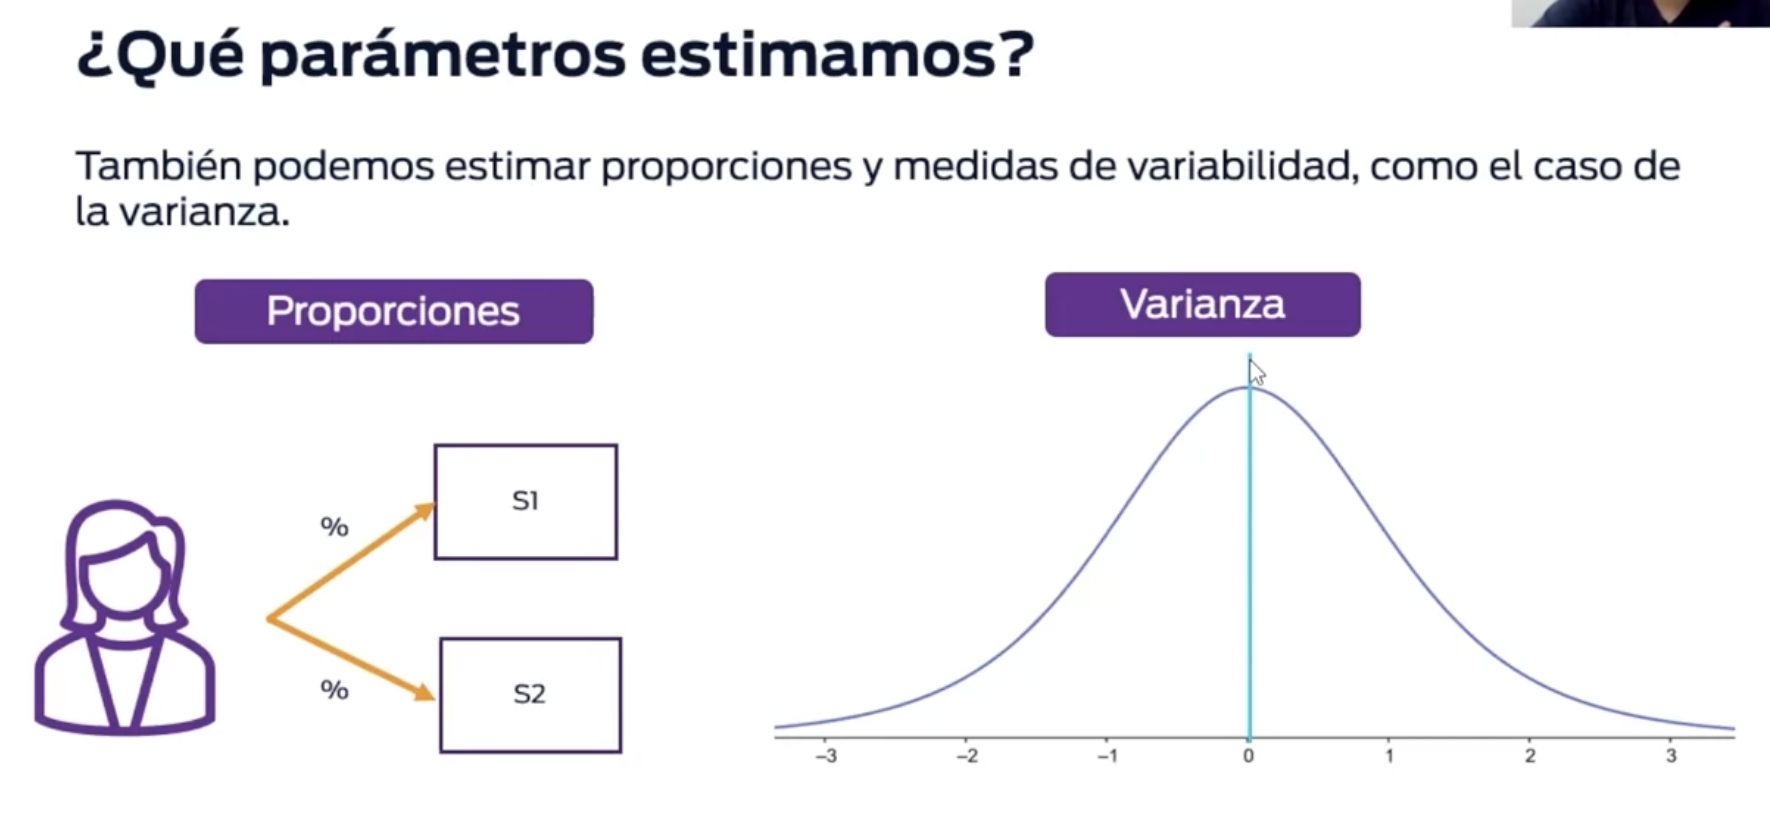 ¿Qué parámetros estimamos?
También podemos estimar proporciones y medidas de variabilidad, como el caso de
la varianza.
Proporciones
Varianza
%
S1
%
S2
–3
–2
–1
0
1
2
3